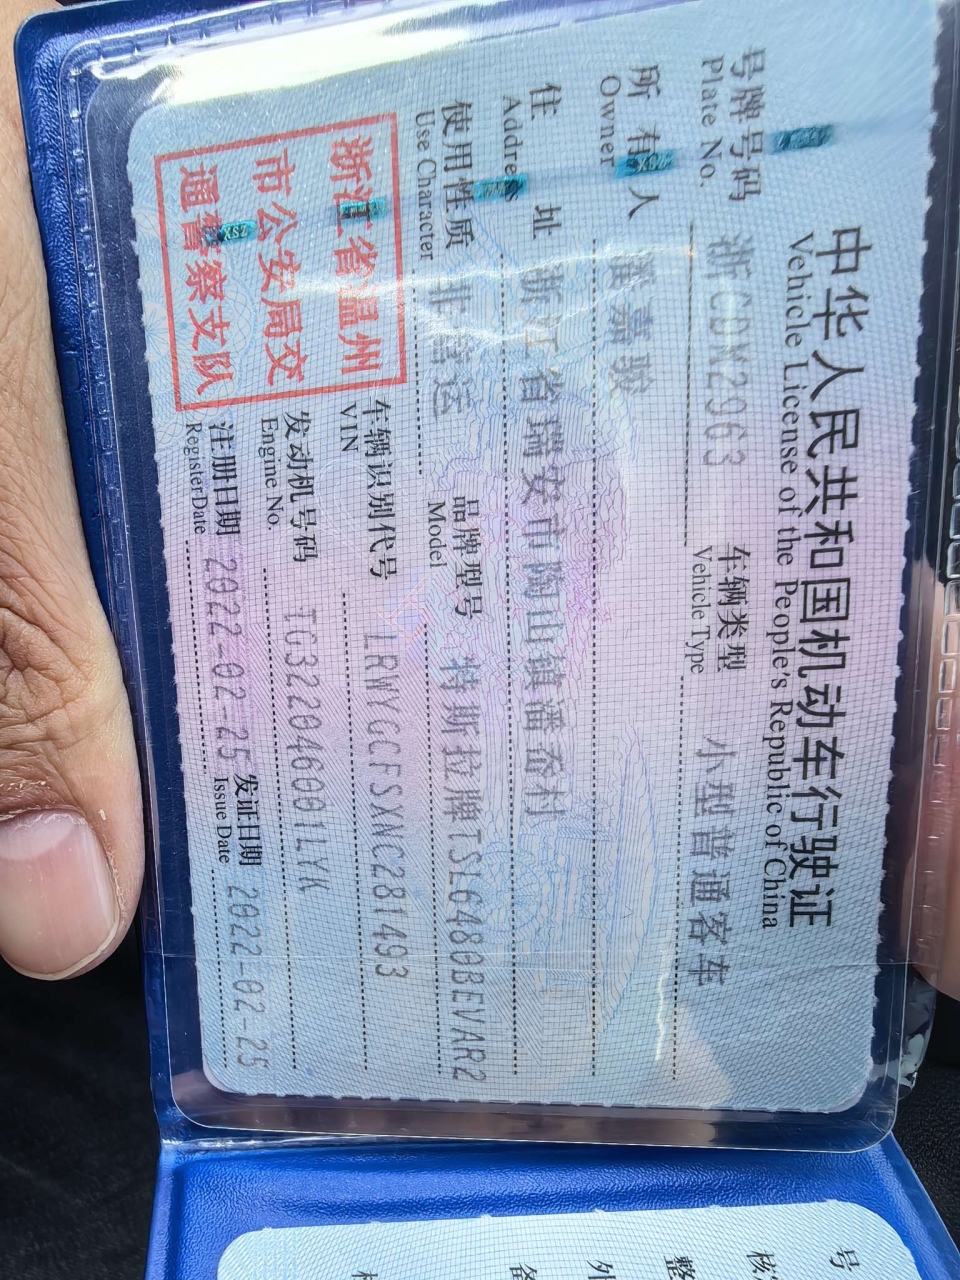 中华人民共和国机动车行驶证
Vehicle License of the People's Republic of China
号牌号码 浙CDM2963 车辆类型 小型普通客车
Plate No. Vehicle Type
所有人 潘嘉骏
Owner
住址 浙江省瑞安市陶山镇潘岙村
Address
使用性质 非营运 品牌型号 特斯拉牌TSL6480BEVAR2
Use Character Model
浙江省温州
市公安局交
通警察支队
车辆识别代号 LRWYGCFSXNC281493
VIN
发动机号码 TG322046001LYK
Engine No.
注册日期 2022-02-25 发证日期 2022-02-25
Register Date Issue Date
号
核
整
外
备